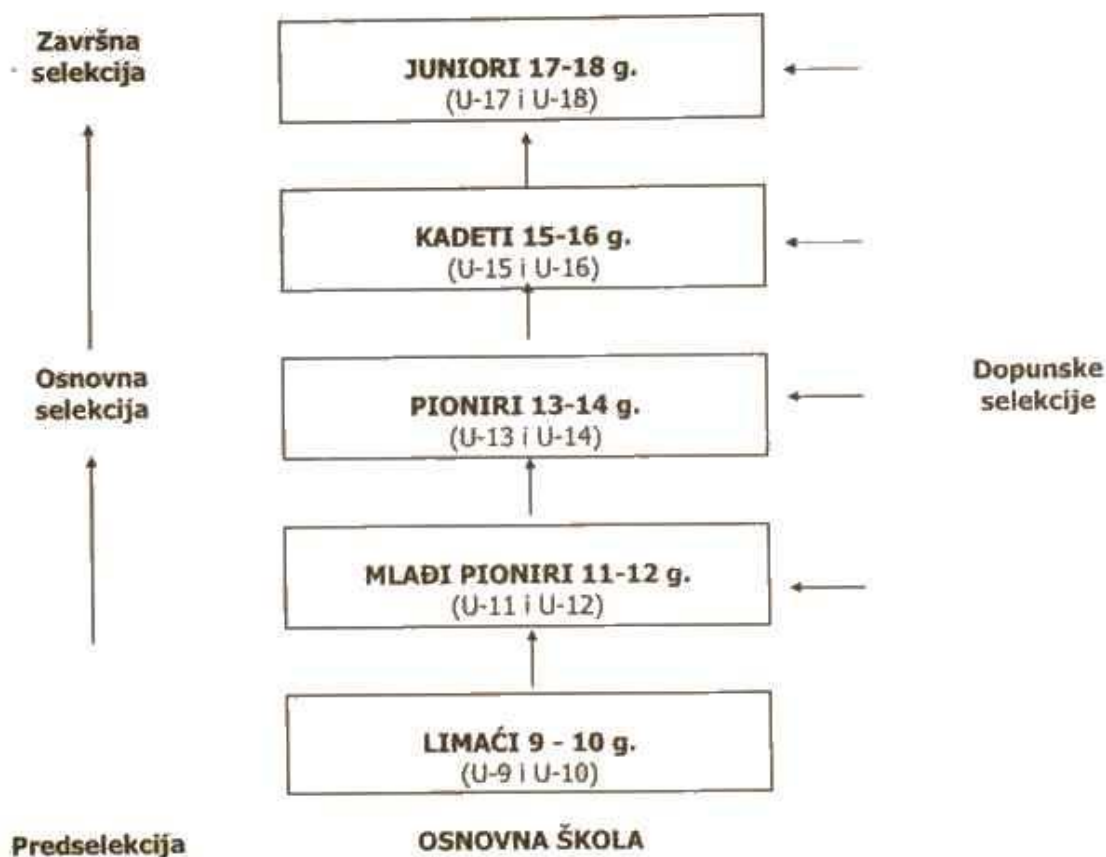 Završna
selekcija
JUNIORI 17-18 g.
(U-17 i U-18)
KADETI 15-16 g.
(U-15 i U-16)
Osnovna
selekcija
PIONIRI 13-14 g.
(U-13 i U-14)
Dopunske
selekcije
MLAĐI PIONIRI 11-12 g.
(U-11 i U-12)
LIMAĆI 9 - 10 g.
(U-9 i U-10)
Predselekcija
OSNOVNA ŠKOLA